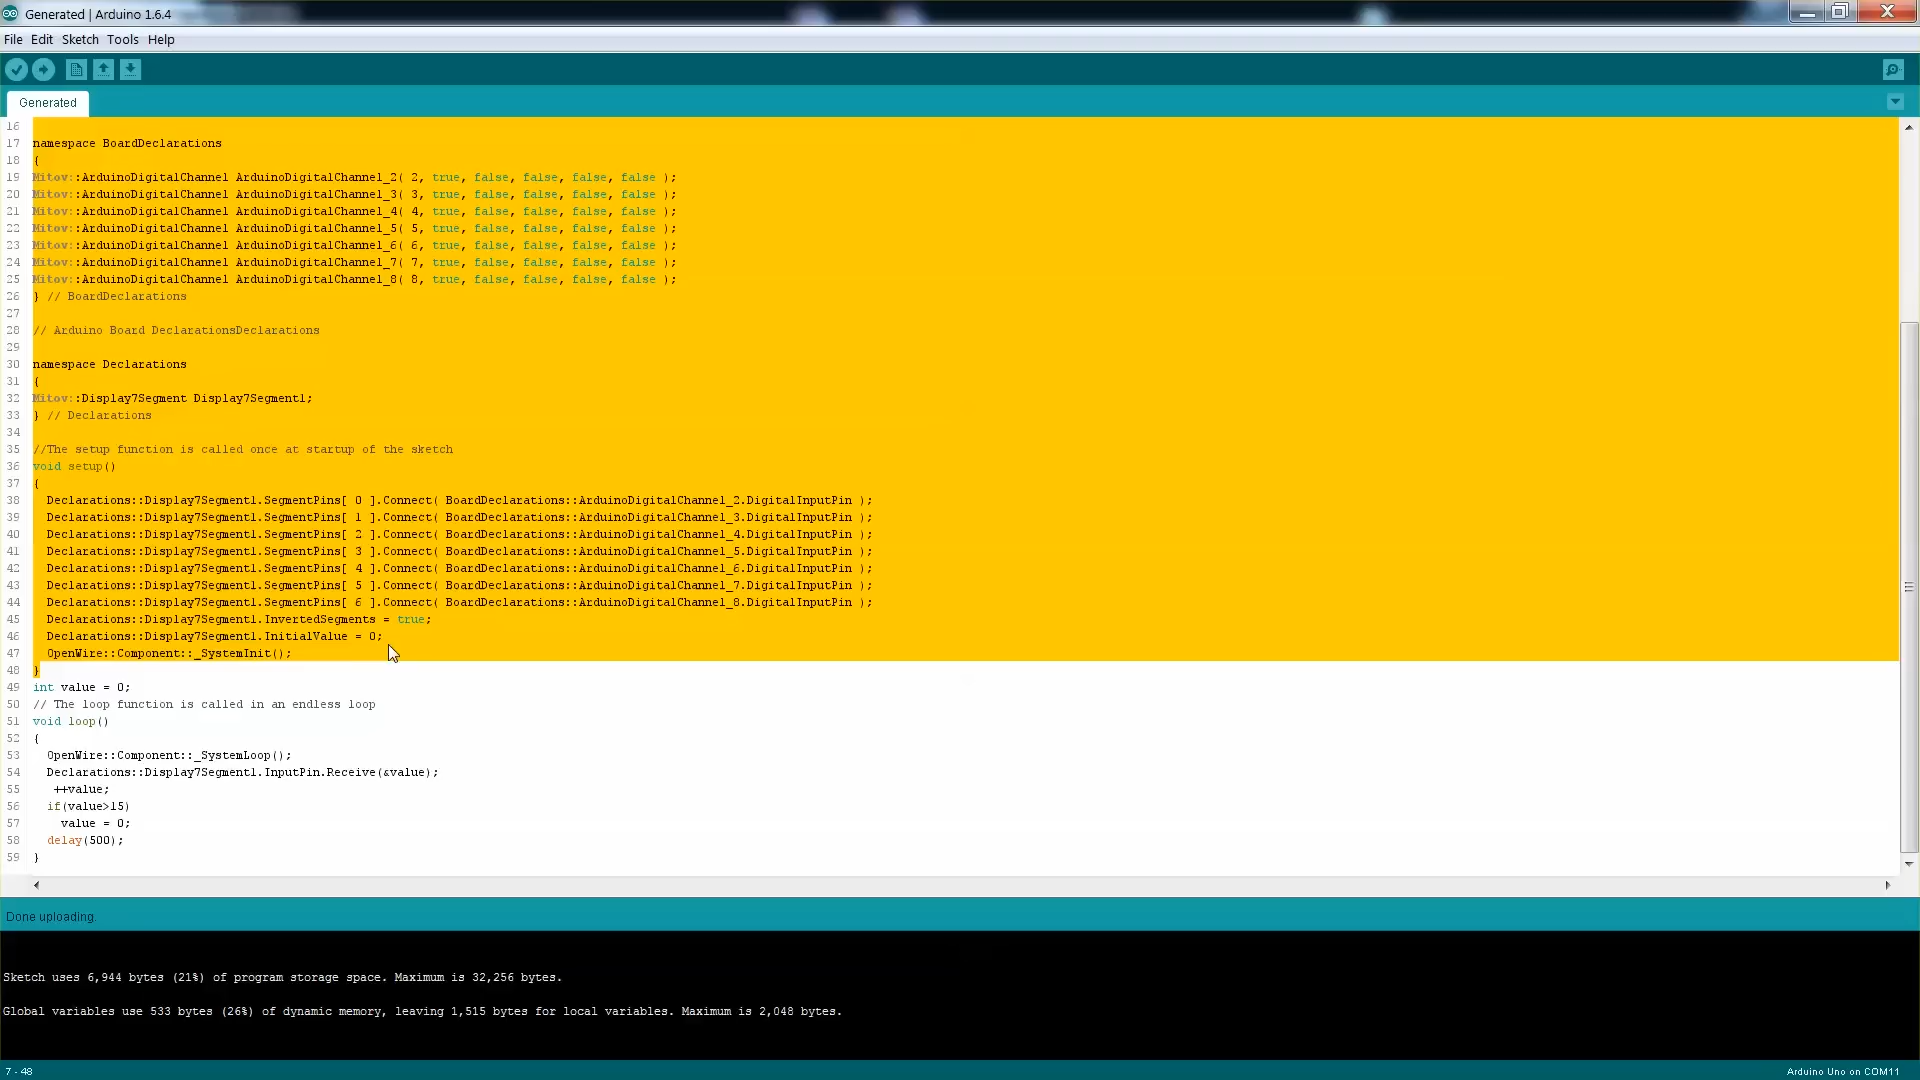 Generated | Arduino 1.6.4
File Edit Sketch Tools Help
Generated
16
17 namespace BoardDeclarations
18 {
19 Mitov::ArduinoDigitalChannel ArduinoDigitalChannel_2( 2, true, false, false, false, false );
20 Mitov::ArduinoDigitalChannel ArduinoDigitalChannel_3( 3, true, false, false, false, false );
21 Mitov::ArduinoDigitalChannel ArduinoDigitalChannel_4( 4, true, false, false, false, false );
22 Mitov::ArduinoDigitalChannel ArduinoDigitalChannel_5( 5, true, false, false, false, false );
23 Mitov::ArduinoDigitalChannel ArduinoDigitalChannel_6( 6, true, false, false, false, false );
24 Mitov::ArduinoDigitalChannel ArduinoDigitalChannel_7( 7, true, false, false, false, false );
25 Mitov::ArduinoDigitalChannel ArduinoDigitalChannel_8( 8, true, false, false, false, false );
26 } // BoardDeclarations
27
28 // Arduino Board DeclarationsDeclarations
29
30 namespace Declarations
31 {
32 Mitov::Display7Segment Display7Segment1;
33 } // Declarations
34
35 //The setup function is called once at startup of the sketch
36 void setup()
37 {
38 Declarations::Display7Segment1.SegmentPins[ 0 ].Connect( BoardDeclarations::ArduinoDigitalChannel_2.DigitalInputPin );
39 Declarations::Display7Segment1.SegmentPins[ 1 ].Connect( BoardDeclarations::ArduinoDigitalChannel_3.DigitalInputPin );
40 Declarations::Display7Segment1.SegmentPins[ 2 ].Connect( BoardDeclarations::ArduinoDigitalChannel_4.DigitalInputPin );
41 Declarations::Display7Segment1.SegmentPins[ 3 ].Connect( BoardDeclarations::ArduinoDigitalChannel_5.DigitalInputPin );
42 Declarations::Display7Segment1.SegmentPins[ 4 ].Connect( BoardDeclarations::ArduinoDigitalChannel_6.DigitalInputPin );
43 Declarations::Display7Segment1.SegmentPins[ 5 ].Connect( BoardDeclarations::ArduinoDigitalChannel_7.DigitalInputPin );
44 Declarations::Display7Segment1.SegmentPins[ 6 ].Connect( BoardDeclarations::ArduinoDigitalChannel_8.DigitalInputPin );
45 Declarations::Display7Segment1.InvertedSegments = true;
46 Declarations::Display7Segment1.InitialValue = 0;
47 OpenWire::Component::_SystemInit();
48 }
49 int value = 0;
50 // The loop function is called in an endless loop
51 void loop()
52 {
53 OpenWire::Component::_SystemLoop();
54 Declarations::Display7Segment1.InputPin.Receive(&value);
55 ++value;
56 if(value>15)
57 value = 0;
58 delay(500);
59 }
Done uploading.
Sketch uses 6,944 bytes (21%) of program storage space. Maximum is 32,256 bytes.
Global variables use 533 bytes (26%) of dynamic memory, leaving 1,515 bytes for local variables. Maximum is 2,048 bytes.
7 - 48
Arduino Uno on COM11